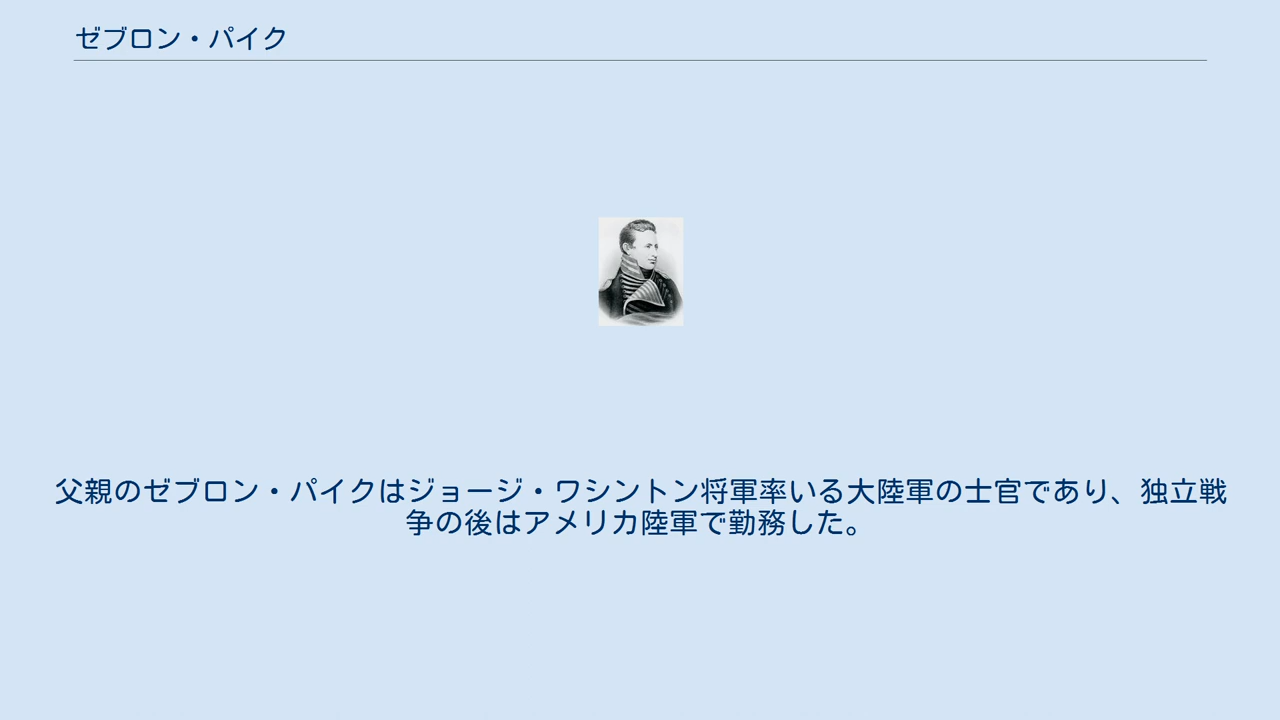 ゼブロン・パイク
父親のゼブロン・パイクはジョージ・ワシントン将軍率いる大陸軍の士官であり、独立戦
争の後はアメリカ陸軍で勤務した。